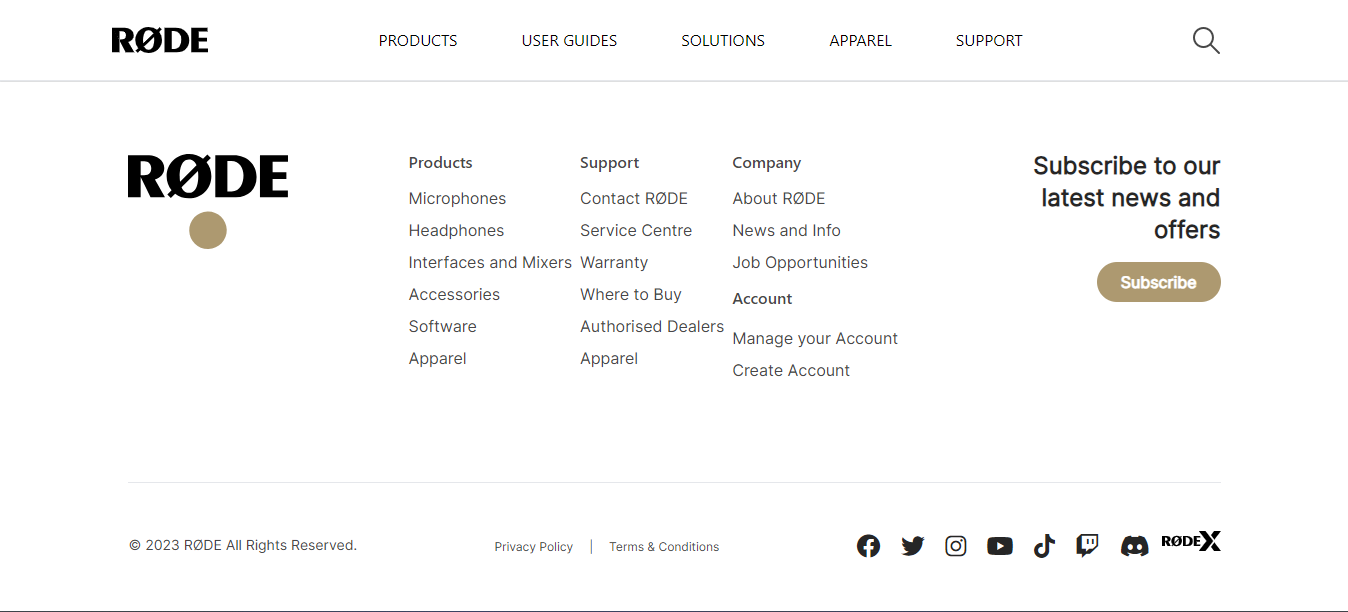 RØDE
PRODUCTS
USER GUIDES
SOLUTIONS
APPAREL
SUPPORT
RØDE
Products
Microphones
Headphones
Interfaces and Mixers
Accessories
Software
Apparel
Support
Contact RØDE
Service Centre
Warranty
Where to Buy
Authorised Dealers
Apparel
Company
About RØDE
News and Info
Job Opportunities
Account
Manage your Account
Create Account
Subscribe to our
latest news and
offers
Subscribe
© 2023 RØDE All Rights Reserved.
Privacy Policy | Terms & Conditions
RØDE X